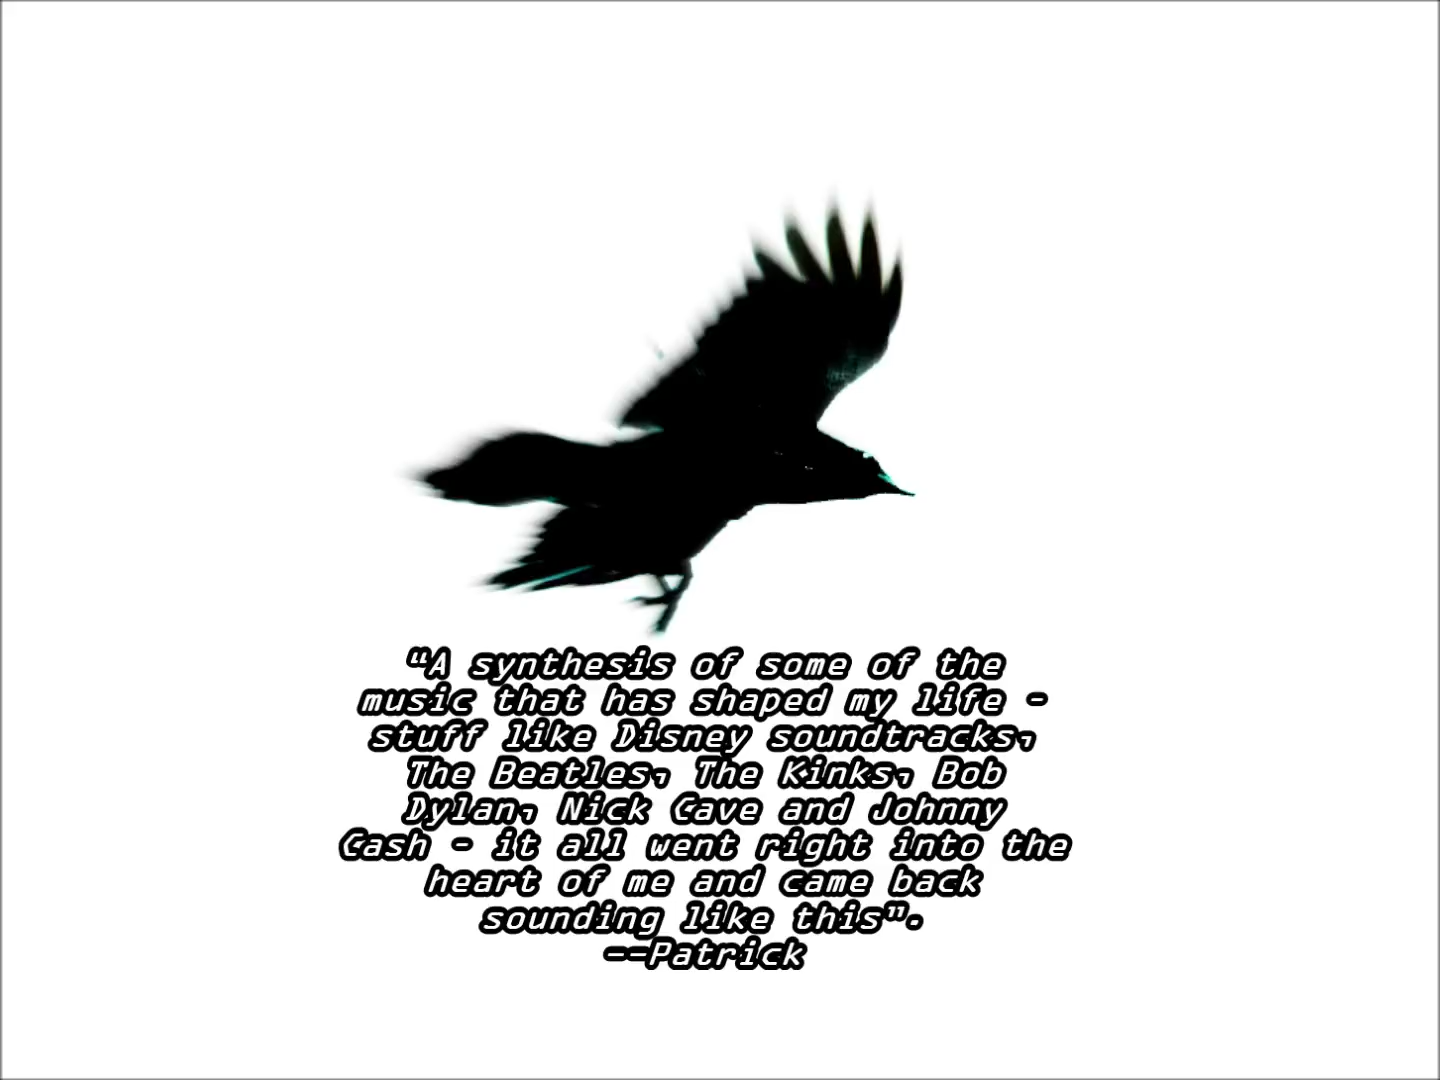 “A synthesis of some of the
music that has shaped my life -
stuff like Disney soundtracks,
The Beatles, The Kinks, Bob
Dylan, Nick Cave and Johnny
Cash - it all went right into the
heart of me and came back
sounding like this”.
--Patrick